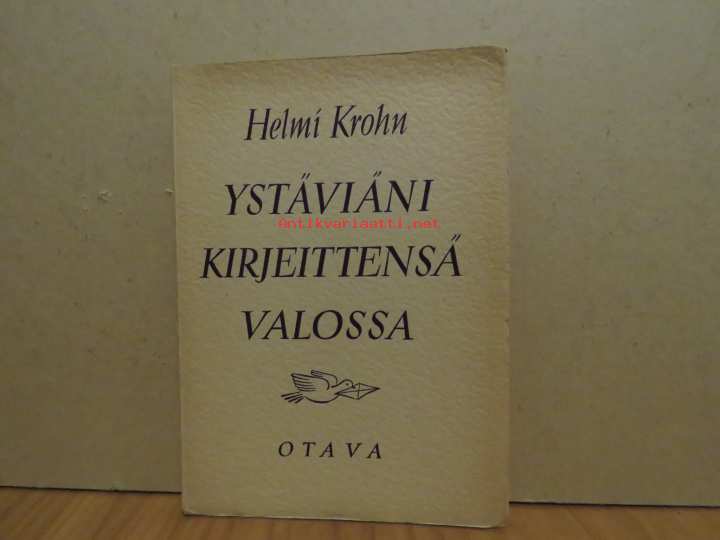 Helmi Krohn
YSTÄVIÄNI
Antikvariaatti.net
KIRJEITTENSÄ
VALOSSA
OTAVA